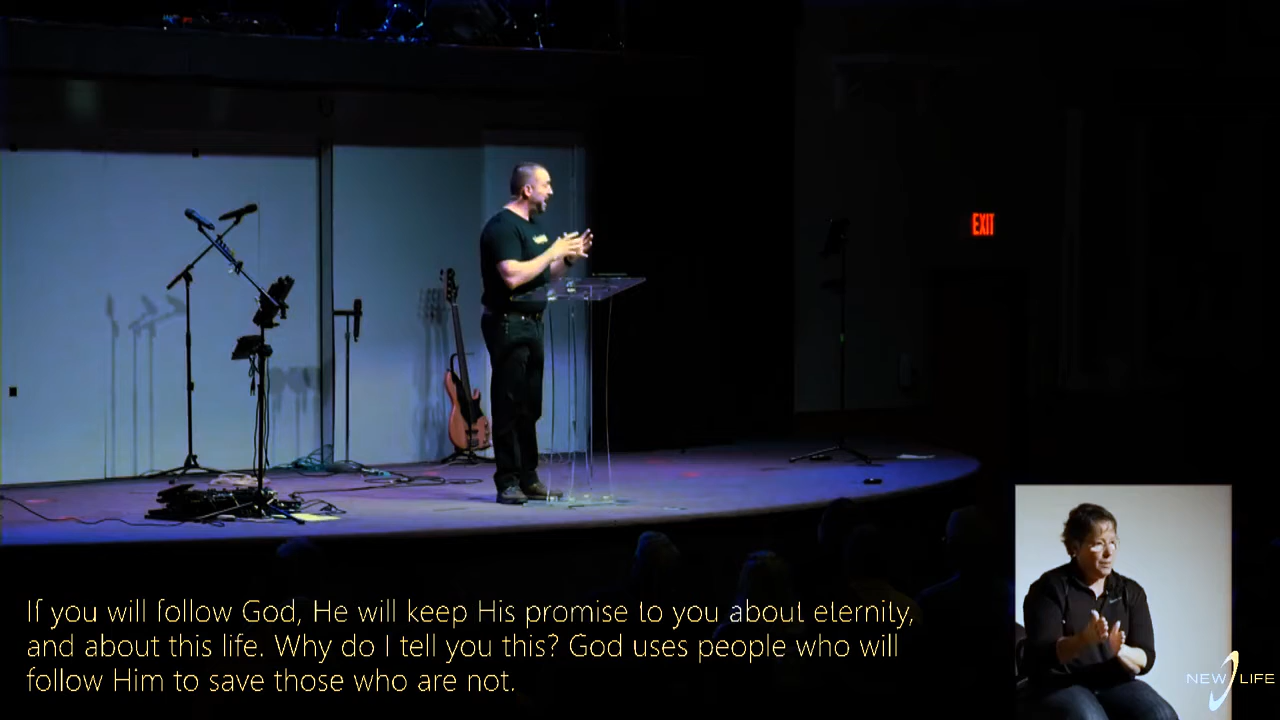 EXIT
If you will follow God, He will keep His promise to you about eternity,
and about this life. Why do I tell you this? God uses people who will
follow Him to save those who are not.
NEW LIFE